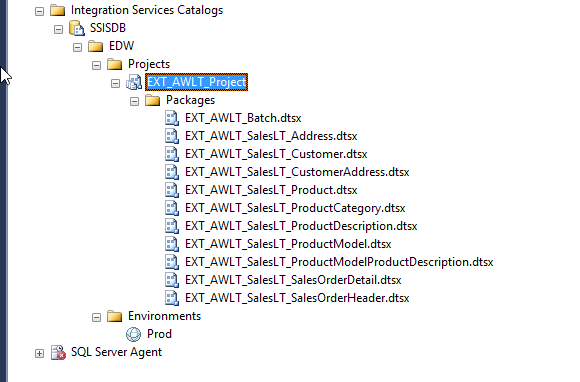 Integration Services Catalogs
SSISDB
EDW
Projects
EXT_AWLT_Project
Packages
EXT_AWLT_Batch.dtsx
EXT_AWLT_SalesLT_Address.dtsx
EXT_AWLT_SalesLT_Customer.dtsx
EXT_AWLT_SalesLT_CustomerAddress.dtsx
EXT_AWLT_SalesLT_Product.dtsx
EXT_AWLT_SalesLT_ProductCategory.dtsx
EXT_AWLT_SalesLT_ProductDescription.dtsx
EXT_AWLT_SalesLT_ProductModel.dtsx
EXT_AWLT_SalesLT_ProductModelProductDescription.dtsx
EXT_AWLT_SalesLT_SalesOrderDetail.dtsx
EXT_AWLT_SalesLT_SalesOrderHeader.dtsx
Environments
Prod
SQL Server Agent